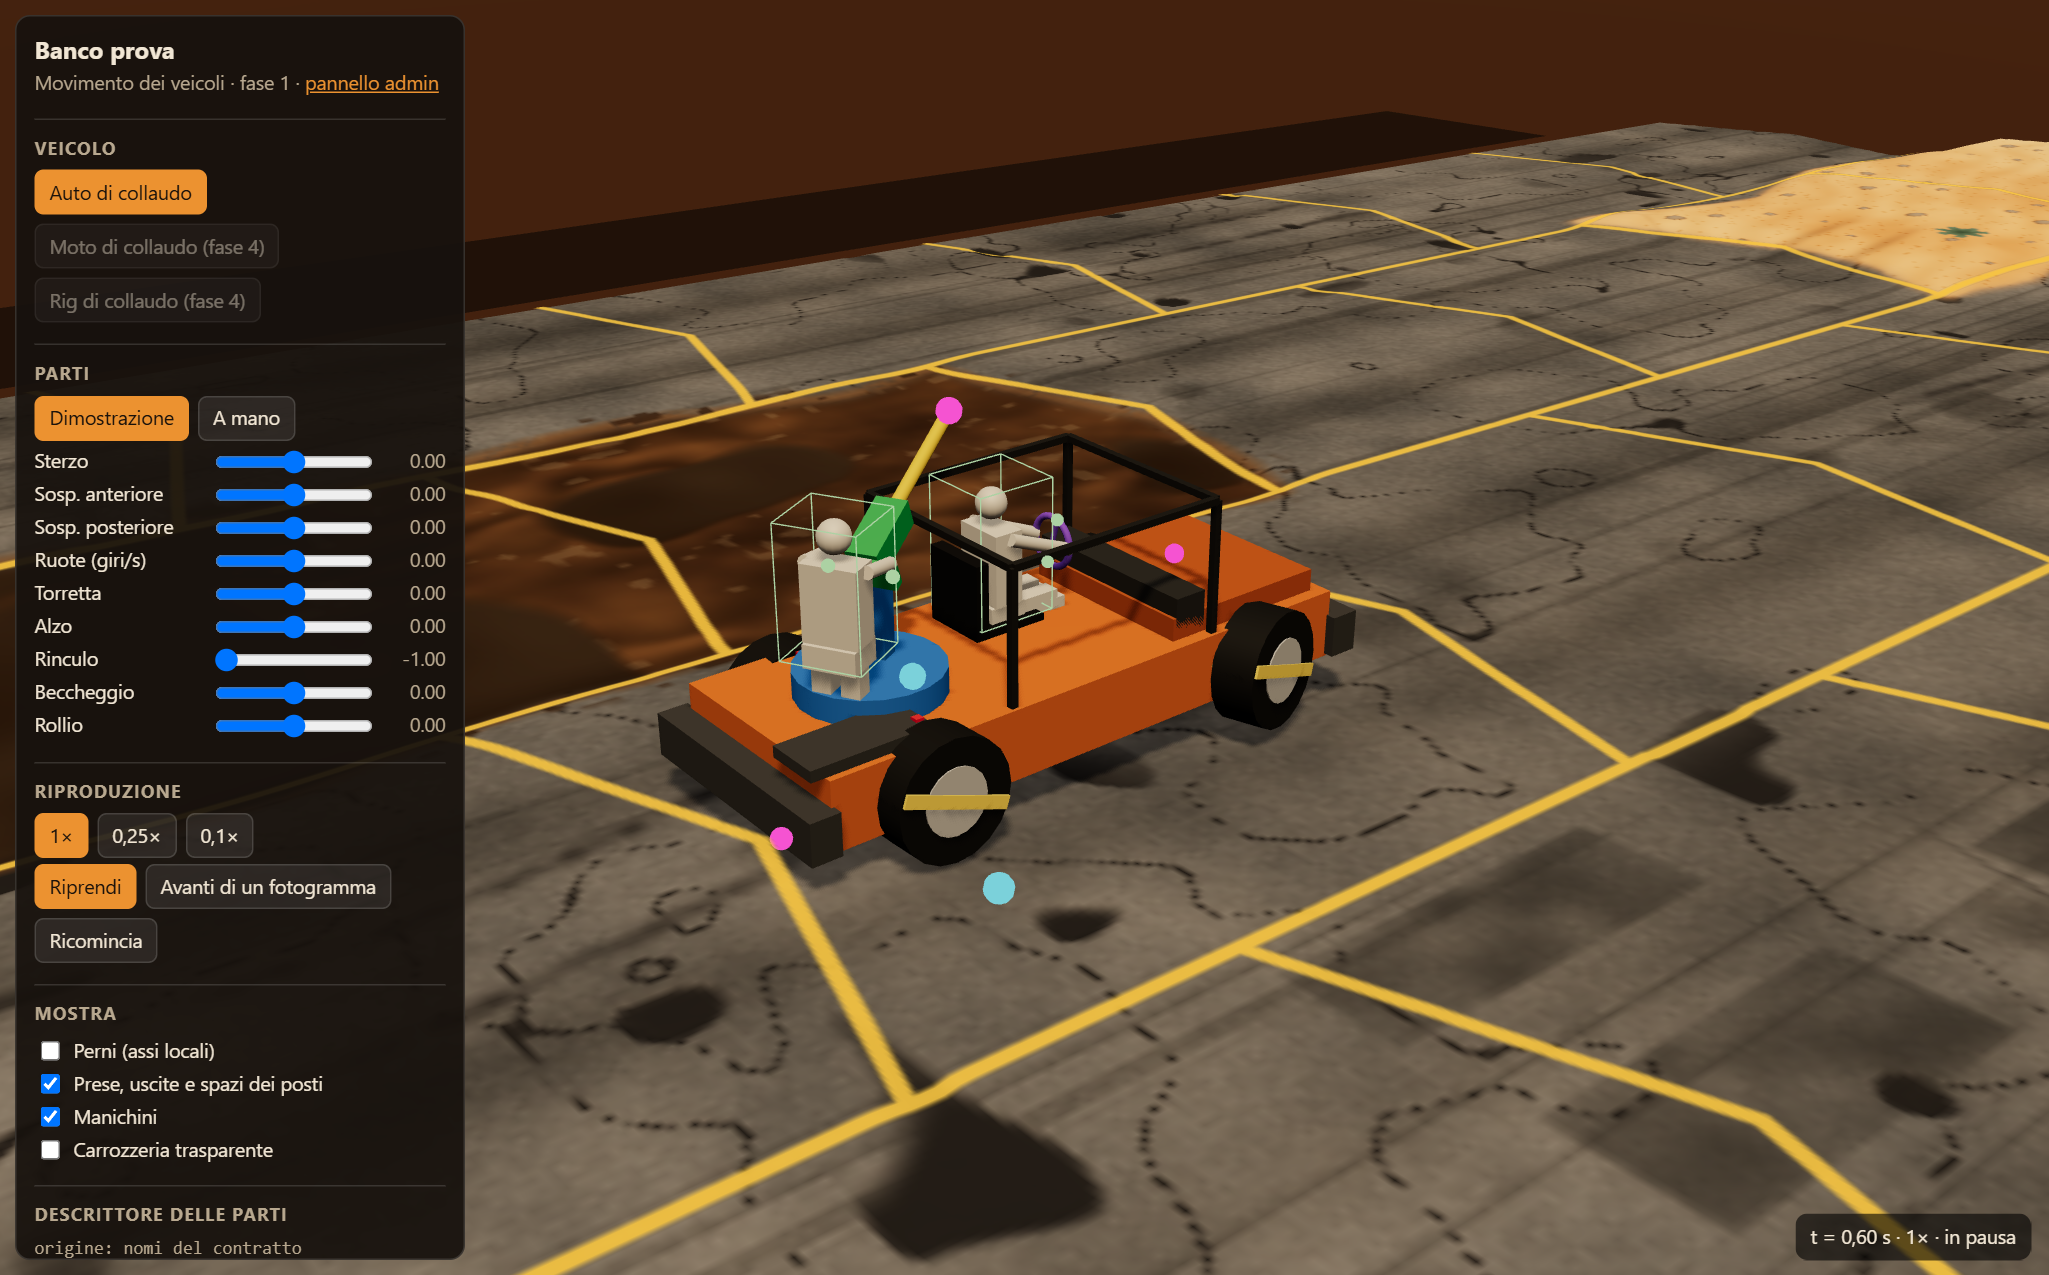 Banco prova
Movimento dei veicoli · fase 1 · pannello admin
VEICOLO
Auto di collaudo
Moto di collaudo (fase 4)
Rig di collaudo (fase 4)
PARTI
Dimostrazione A mano
Sterzo 0.00
Sosp. anteriore 0.00
Sosp. posteriore 0.00
Ruote (giri/s) 0.00
Torretta 0.00
Alzo 0.00
Rinculo -1.00
Beccheggio 0.00
Rollio 0.00
RIPRODUZIONE
1× 0,25× 0,1×
Riprendi Avanti di un fotogramma
Ricomincia
MOSTRA
Perni (assi locali)
Prese, uscite e spazi dei posti
Manichini
Carrozzeria trasparente
DESCRITTORE DELLE PARTI
origine: nomi del contratto
t = 0,60 s · 1× · in pausa